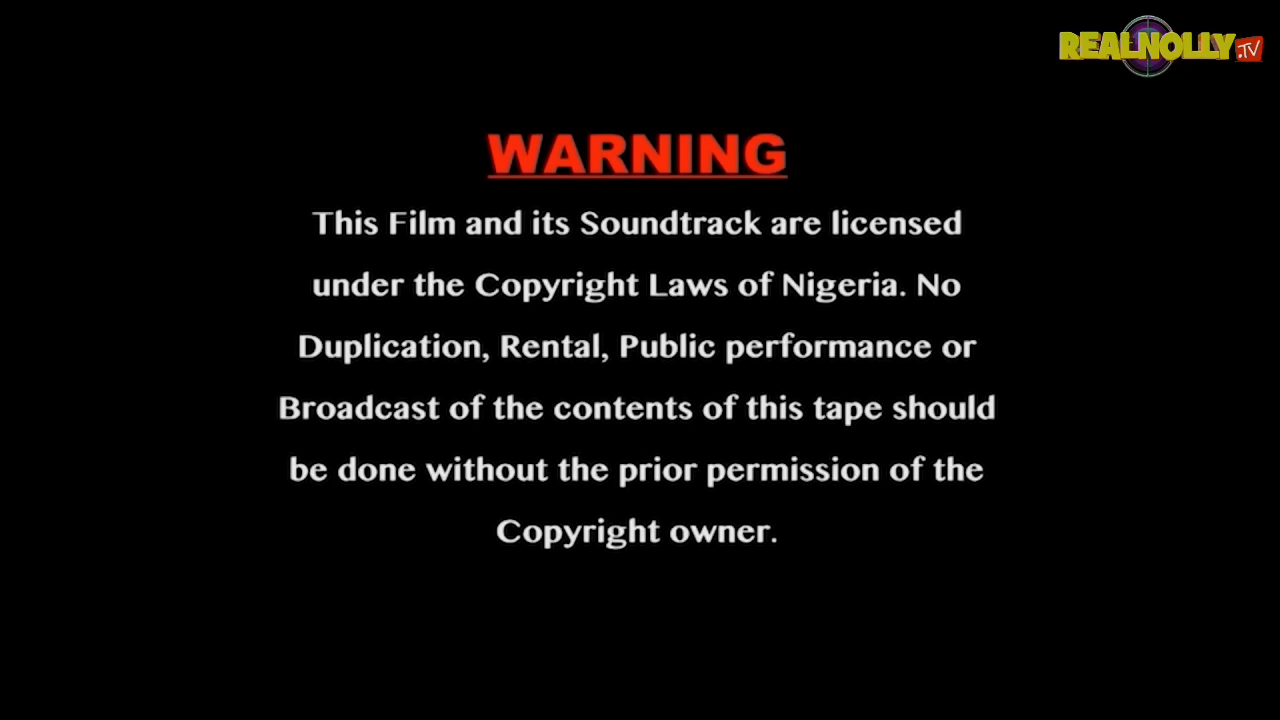 REALNOLLY.TV
WARNING
This Film and its Soundtrack are licensed
under the Copyright Laws of Nigeria. No
Duplication, Rental, Public performance or
Broadcast of the contents of this tape should
be done without the prior permission of the
Copyright owner.